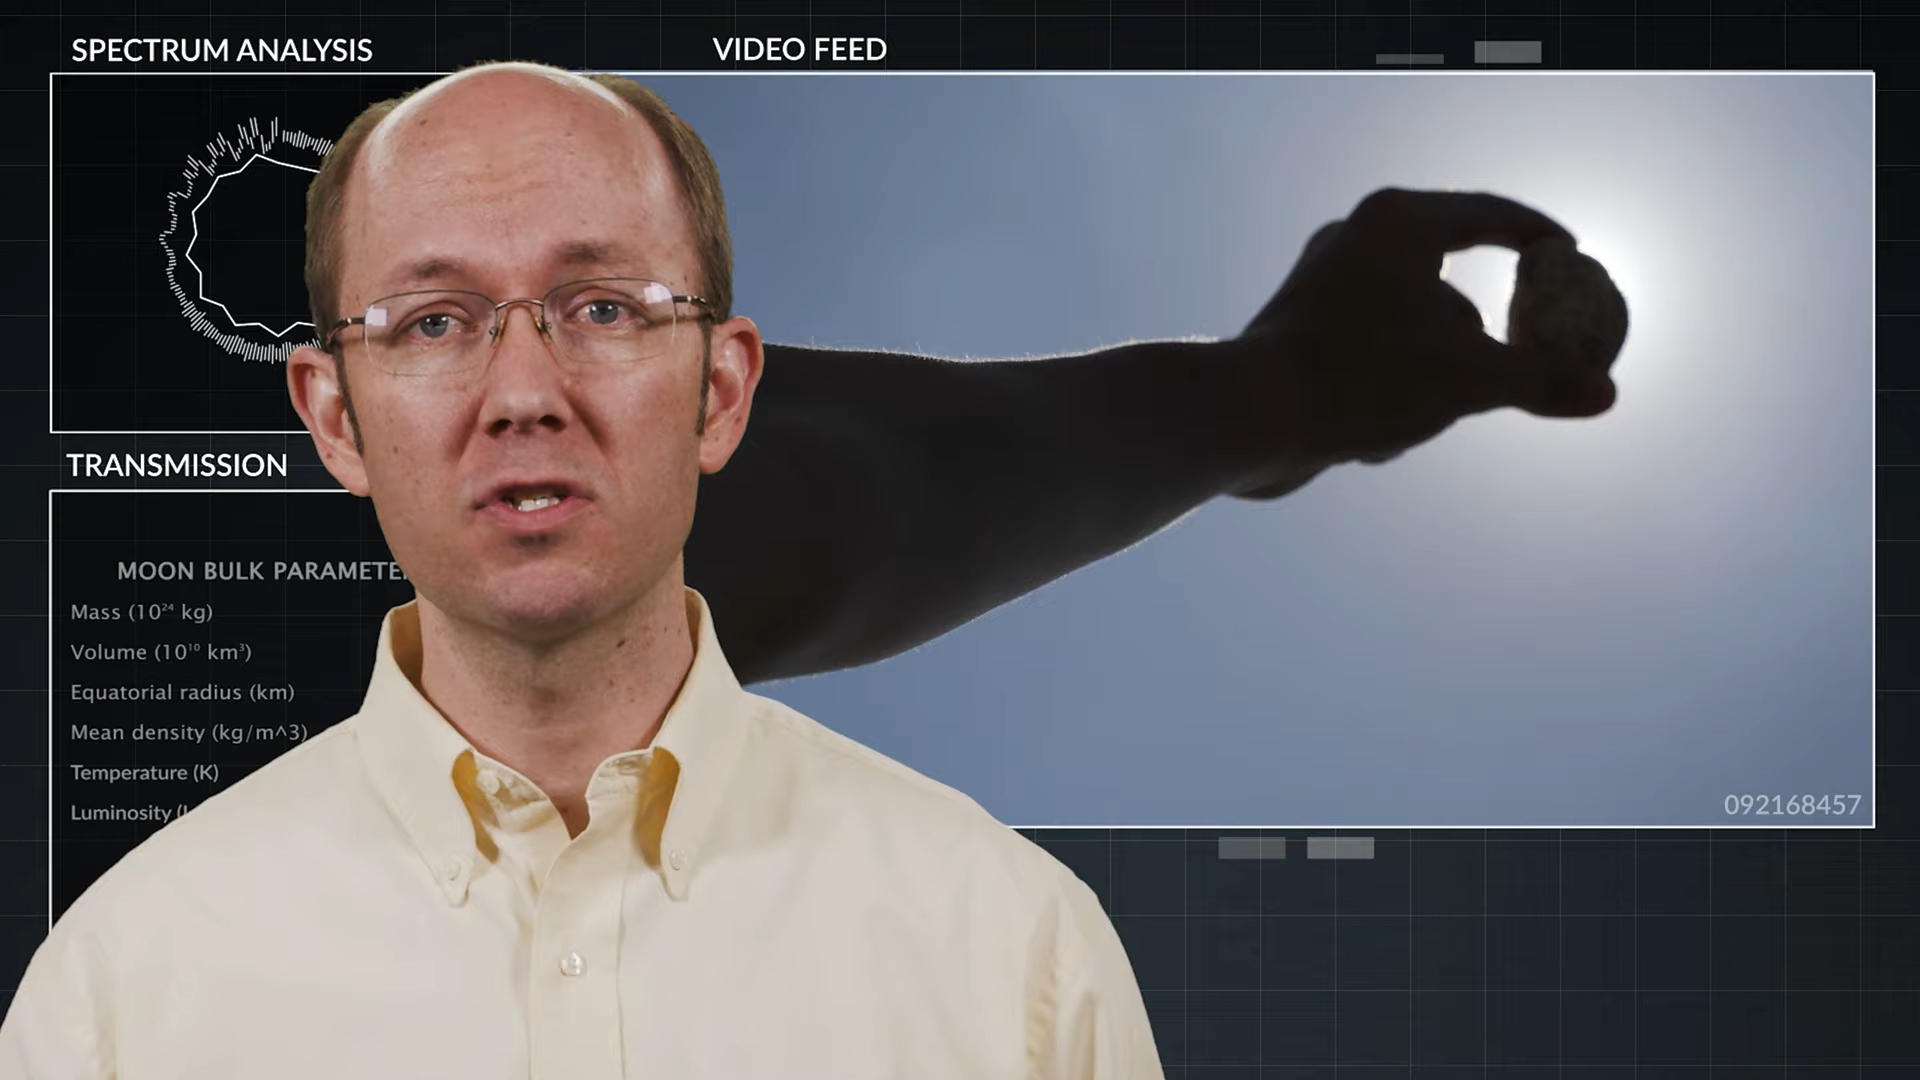 SPECTRUM ANALYSIS
VIDEO FEED
TRANSMISSION
MOON BULK
Mass (10²⁴ kg)
Volume (10¹⁰ km³)
Equatorial radius (km)
Mean density (kg/m^3)
Temperature (K)
Luminosity
092168457